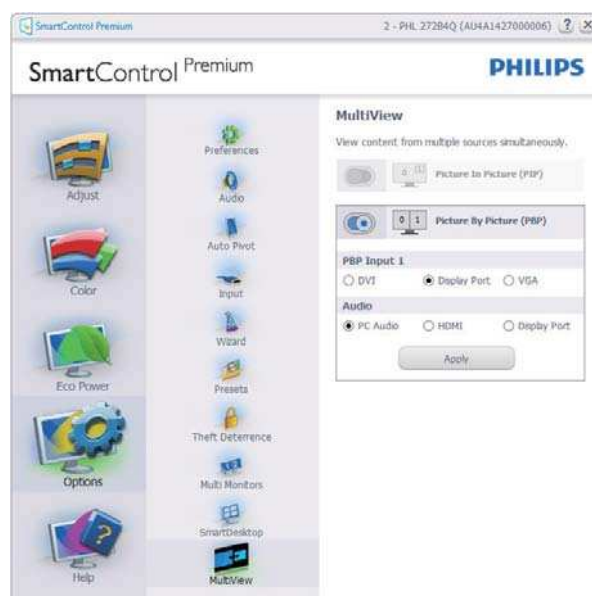 SmartControl Premium
2 - PHL 272B4Q (AU4A1427000006) ? X
SmartControl Premium
PHILIPS
Adjust
Color
Eco Power
Options
Help
Preferences
Audio
Auto Pivot
Input
Wizard
Presets
Theft Deterrence
Multi Monitors
SmartDesktop
MultiView
MultiView
View content from multiple sources simultaneously.
0 1 Picture In Picture (PIP)
0 1 Picture By Picture (PBP)
PBP Input 1
DVI Display Port VGA
Audio
PC Audio HDMI Display Port
Apply